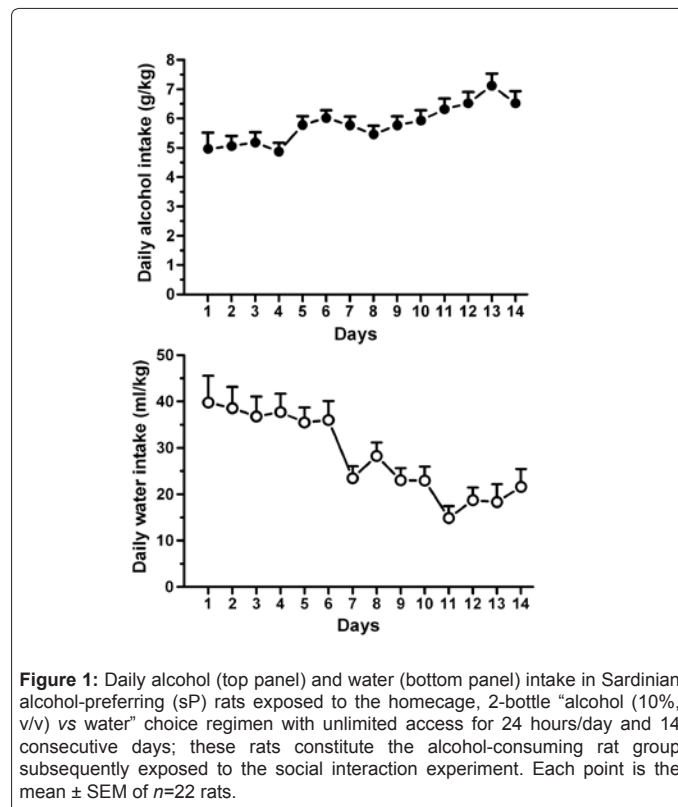 8
7
6
5
4
3
2
1
0
Daily alcohol intake (g/kg)
1 2 3 4 5 6 7 8 9 10 11 12 13 14
Days
50
40
30
20
10
0
Daily water intake (ml/kg)
1 2 3 4 5 6 7 8 9 10 11 12 13 14
Days
Figure 1: Daily alcohol (top panel) and water (bottom panel) intake in Sardinian
alcohol-preferring (sP) rats exposed to the homecage, 2-bottle “alcohol (10%,
v/v) vs water” choice regimen with unlimited access for 24 hours/day and 14
consecutive days; these rats constitute the alcohol-consuming rat group
subsequently exposed to the social interaction experiment. Each point is the
mean ± SEM of n=22 rats.